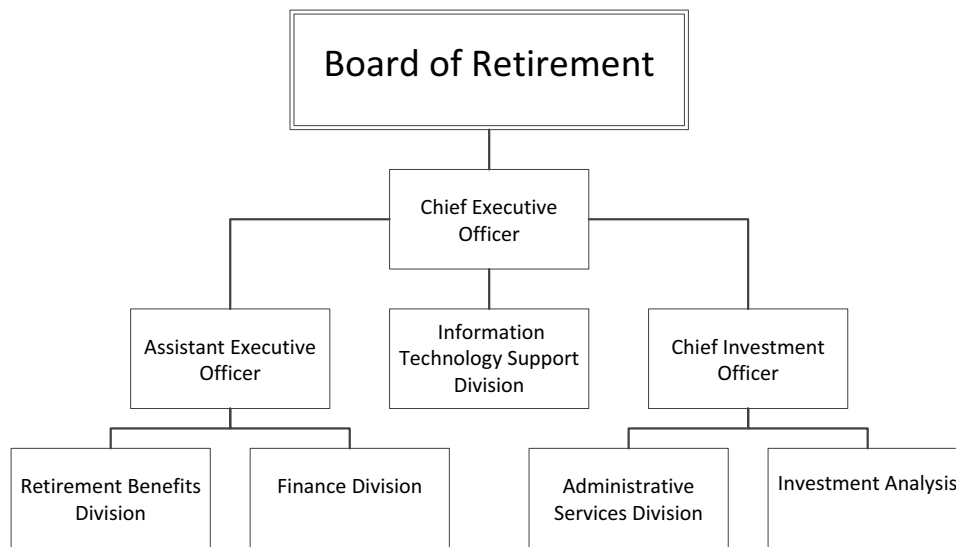 Board of Retirement
Chief Executive
Officer
Assistant Executive
Officer
Information
Technology Support
Division
Chief Investment
Officer
Retirement Benefits
Division
Finance Division
Administrative
Services Division
Investment Analysis